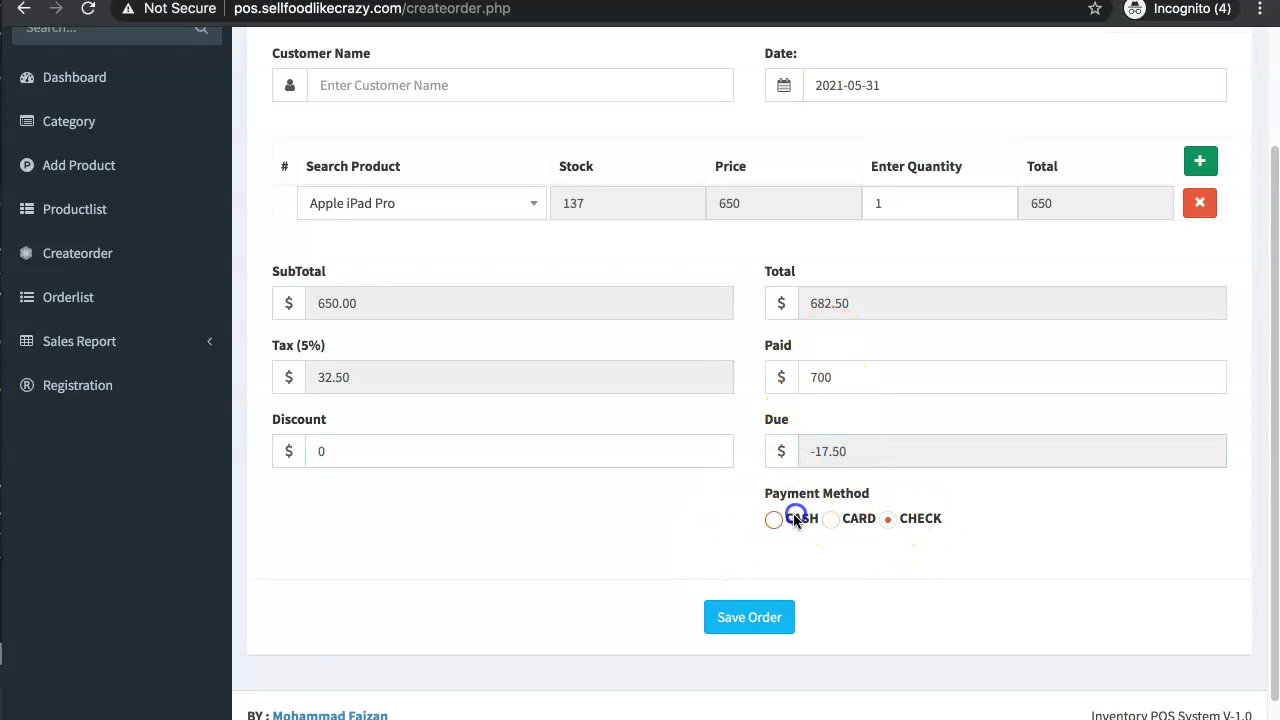 Not Secure
pos.sellfoodlikecrazy.com/createorder.php
Incognito (4)
Search...
Dashboard
Category
Add Product
Productlist
Createorder
Orderlist
Sales Report
Registration
Customer Name
Enter Customer Name
Date:
2021-05-31
# Search Product Stock Price Enter Quantity Total
Apple iPad Pro 137 650 1 650
SubTotal
$ 650.00
Total
$ 682.50
Tax (5%)
$ 32.50
Paid
$ 700
Discount
$ 0
Due
$ -17.50
Payment Method
CASH CARD CHECK
Save Order
BY : Mohammad Faizan
Inventory POS System V-1.0